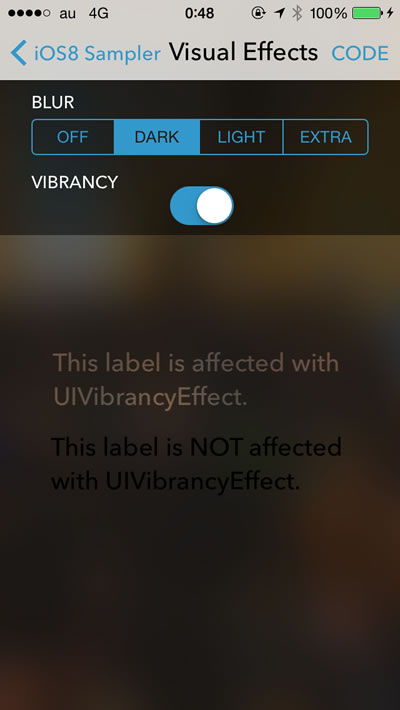 au 4G 0:48 100%
iOS8 Sampler Visual Effects CODE
BLUR
OFF DARK LIGHT EXTRA
VIBRANCY
This label is affected with
UIVibrancyEffect.
This label is NOT affected
with UIVibrancyEffect.